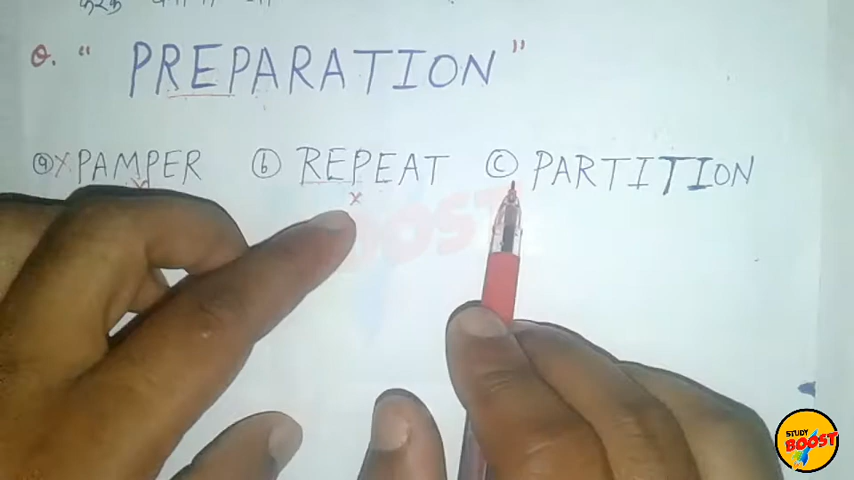 Q. " PREPARATION "
(a) X PAMPER (b) REPEAT (c) PARTITION
x
STUDY
BOOST